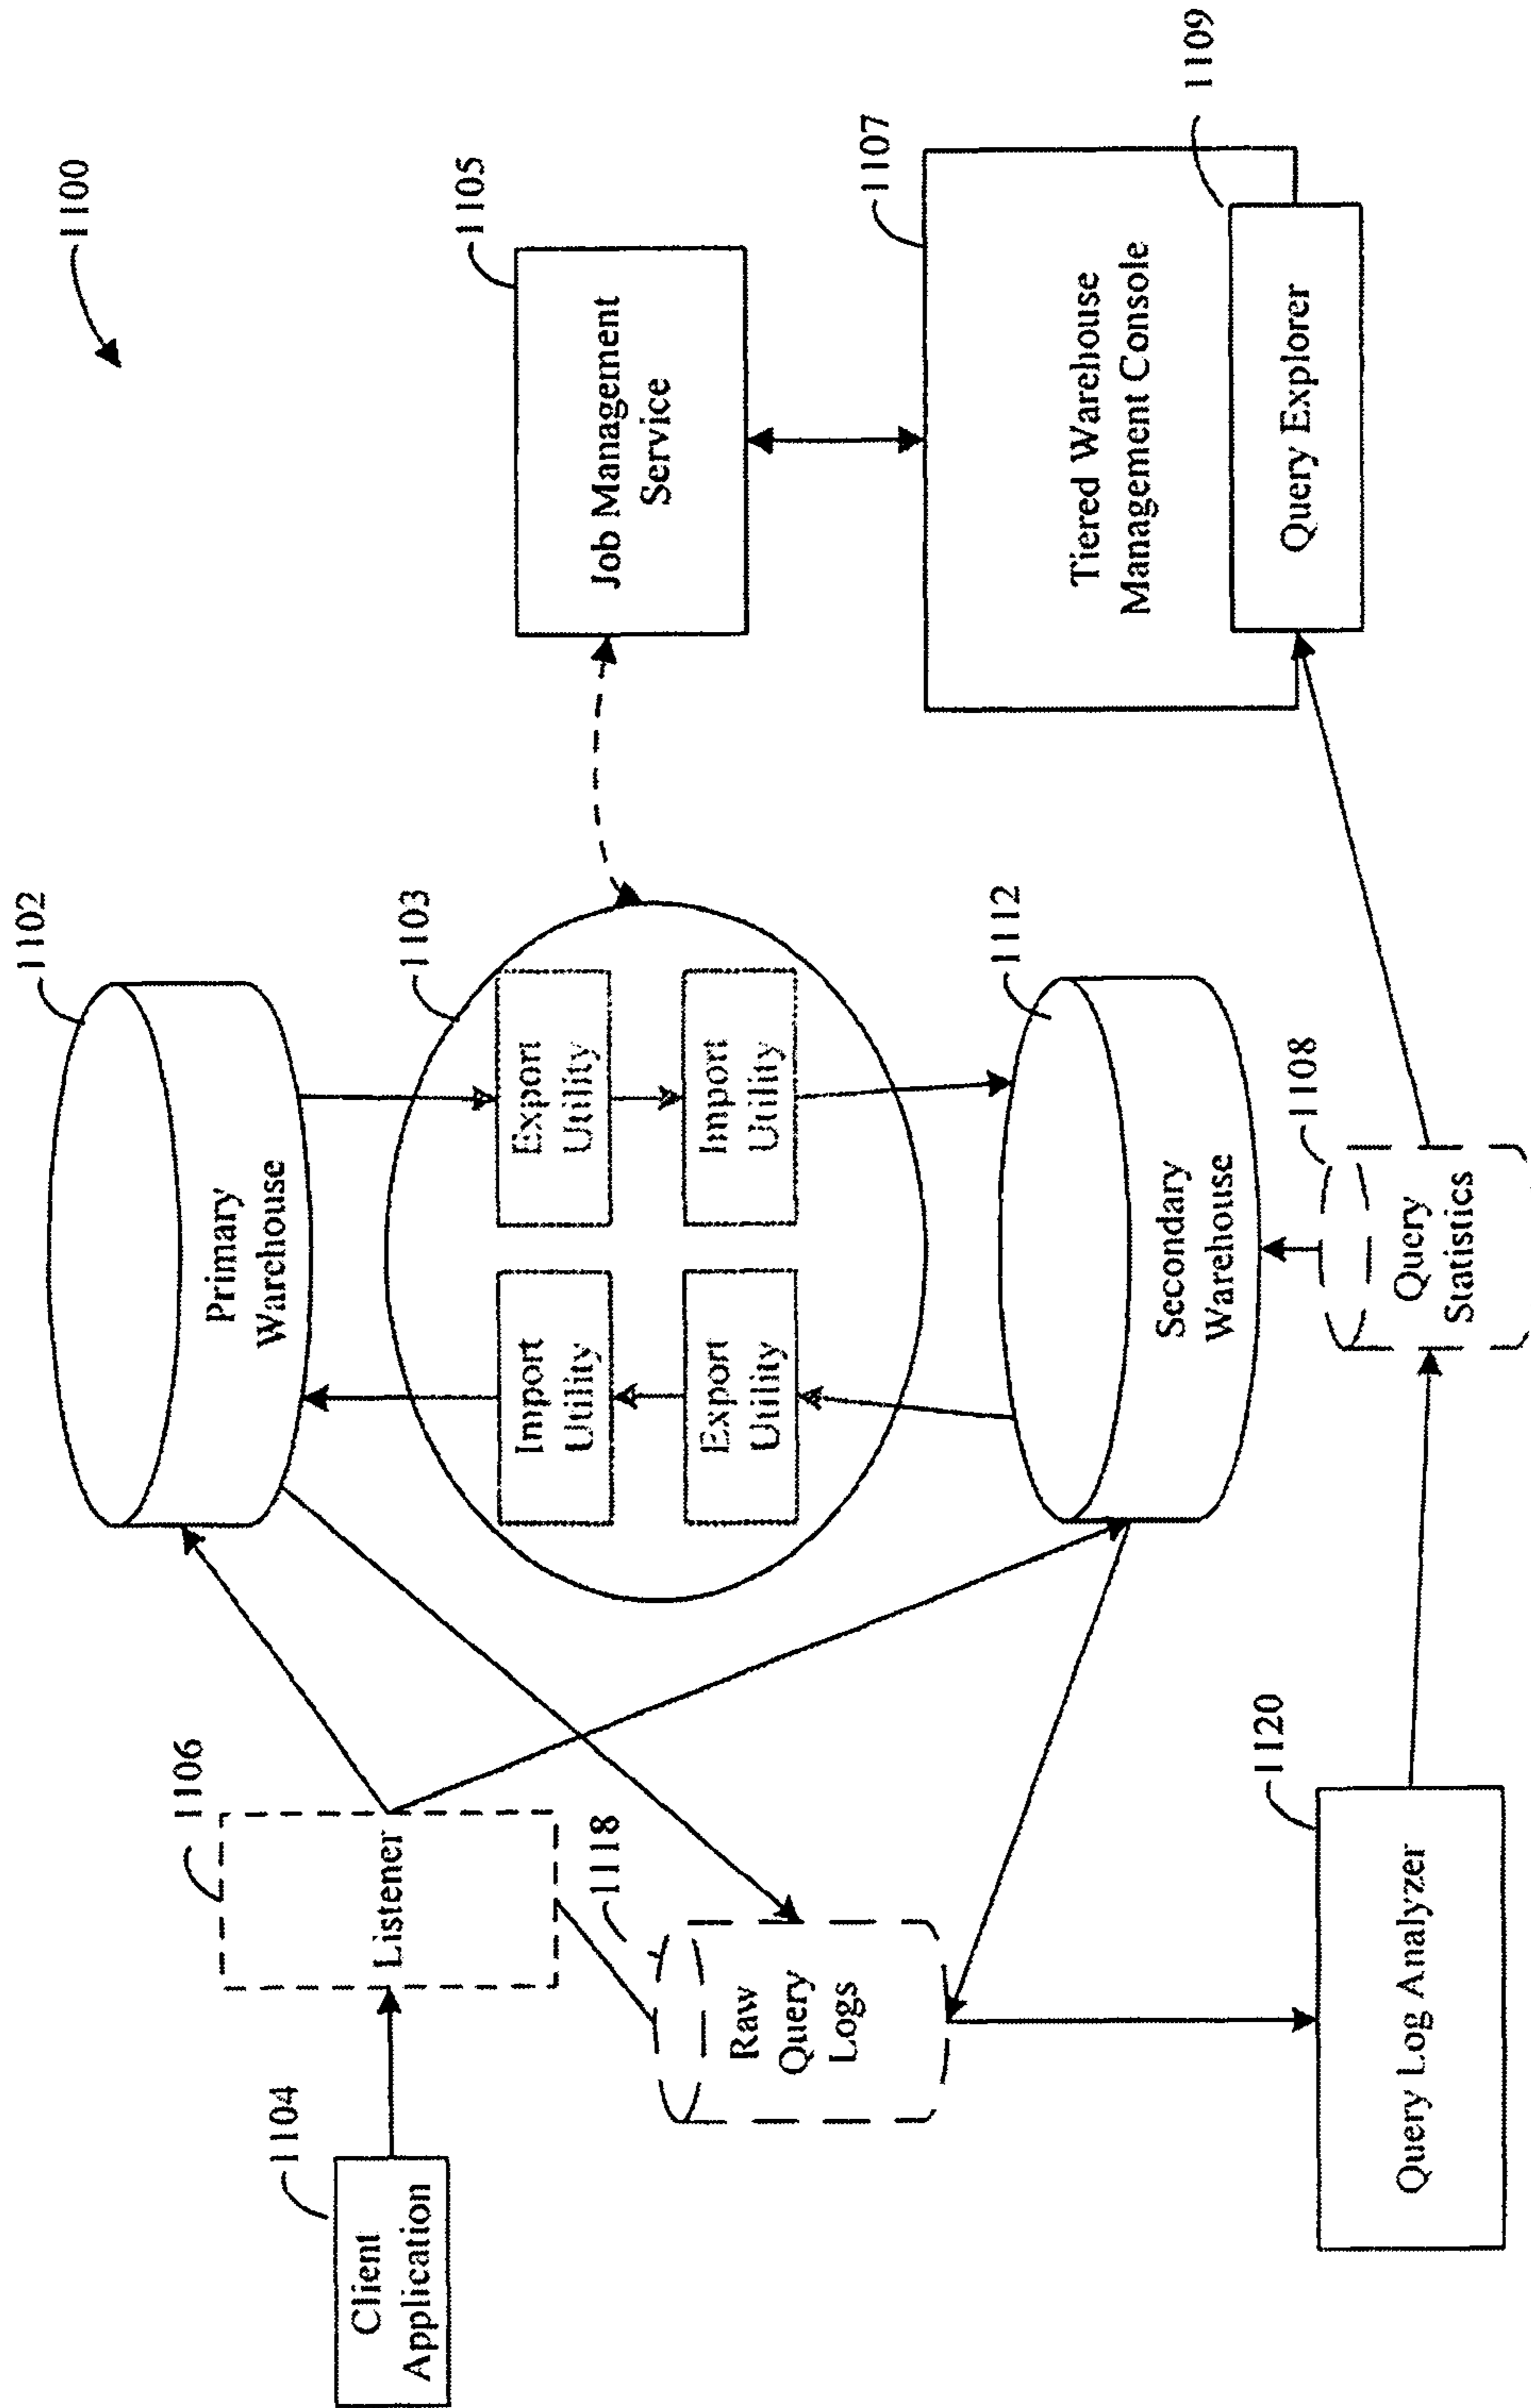 1100
1104
Client
Application
1106
Listener
1102
Primary
Warehouse
1105
Job Management
Service
1103
Import
Utility
Export
Utility
Export
Utility
Import
Utility
1118
Raw
Query
Logs
1112
Secondary
Warehouse
1107
Tiered Warehouse
Management Console
1109
Query Explorer
1120
Query Log Analyzer
1108
Query
Statistics